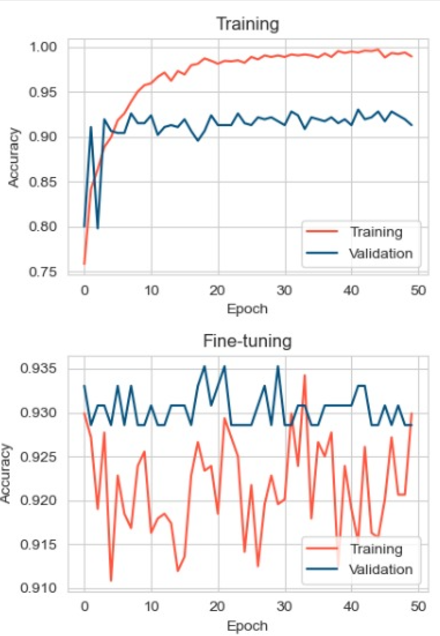 Training
1.00
0.95
0.90
0.85
0.80
0.75
Accuracy
Training
Validation
0 10 20 30 40 50
Epoch
Fine-tuning
0.935
0.930
0.925
0.920
0.915
0.910
Accuracy
Training
Validation
0 10 20 30 40 50
Epoch